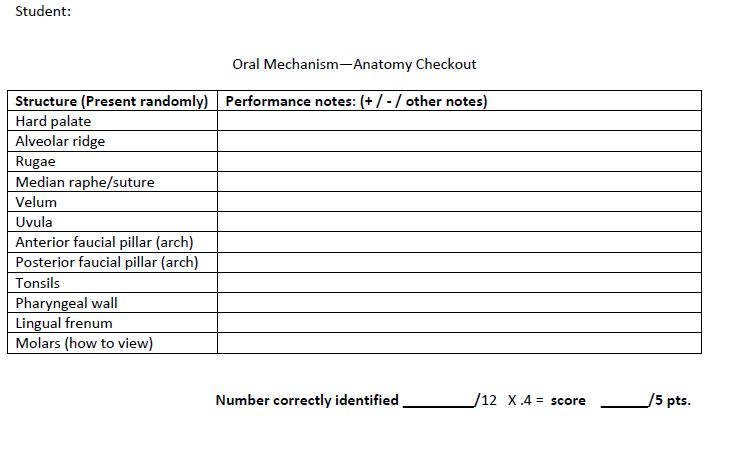 Student:
Oral Mechanism—Anatomy Checkout
Structure (Present randomly) Performance notes: (+ / - / other notes)
Hard palate
Alveolar ridge
Rugae
Median raphe/suture
Velum
Uvula
Anterior faucial pillar (arch)
Posterior faucial pillar (arch)
Tonsils
Pharyngeal wall
Lingual frenum
Molars (how to view)
Number correctly identified _________/12 X .4 = score ______/5 pts.